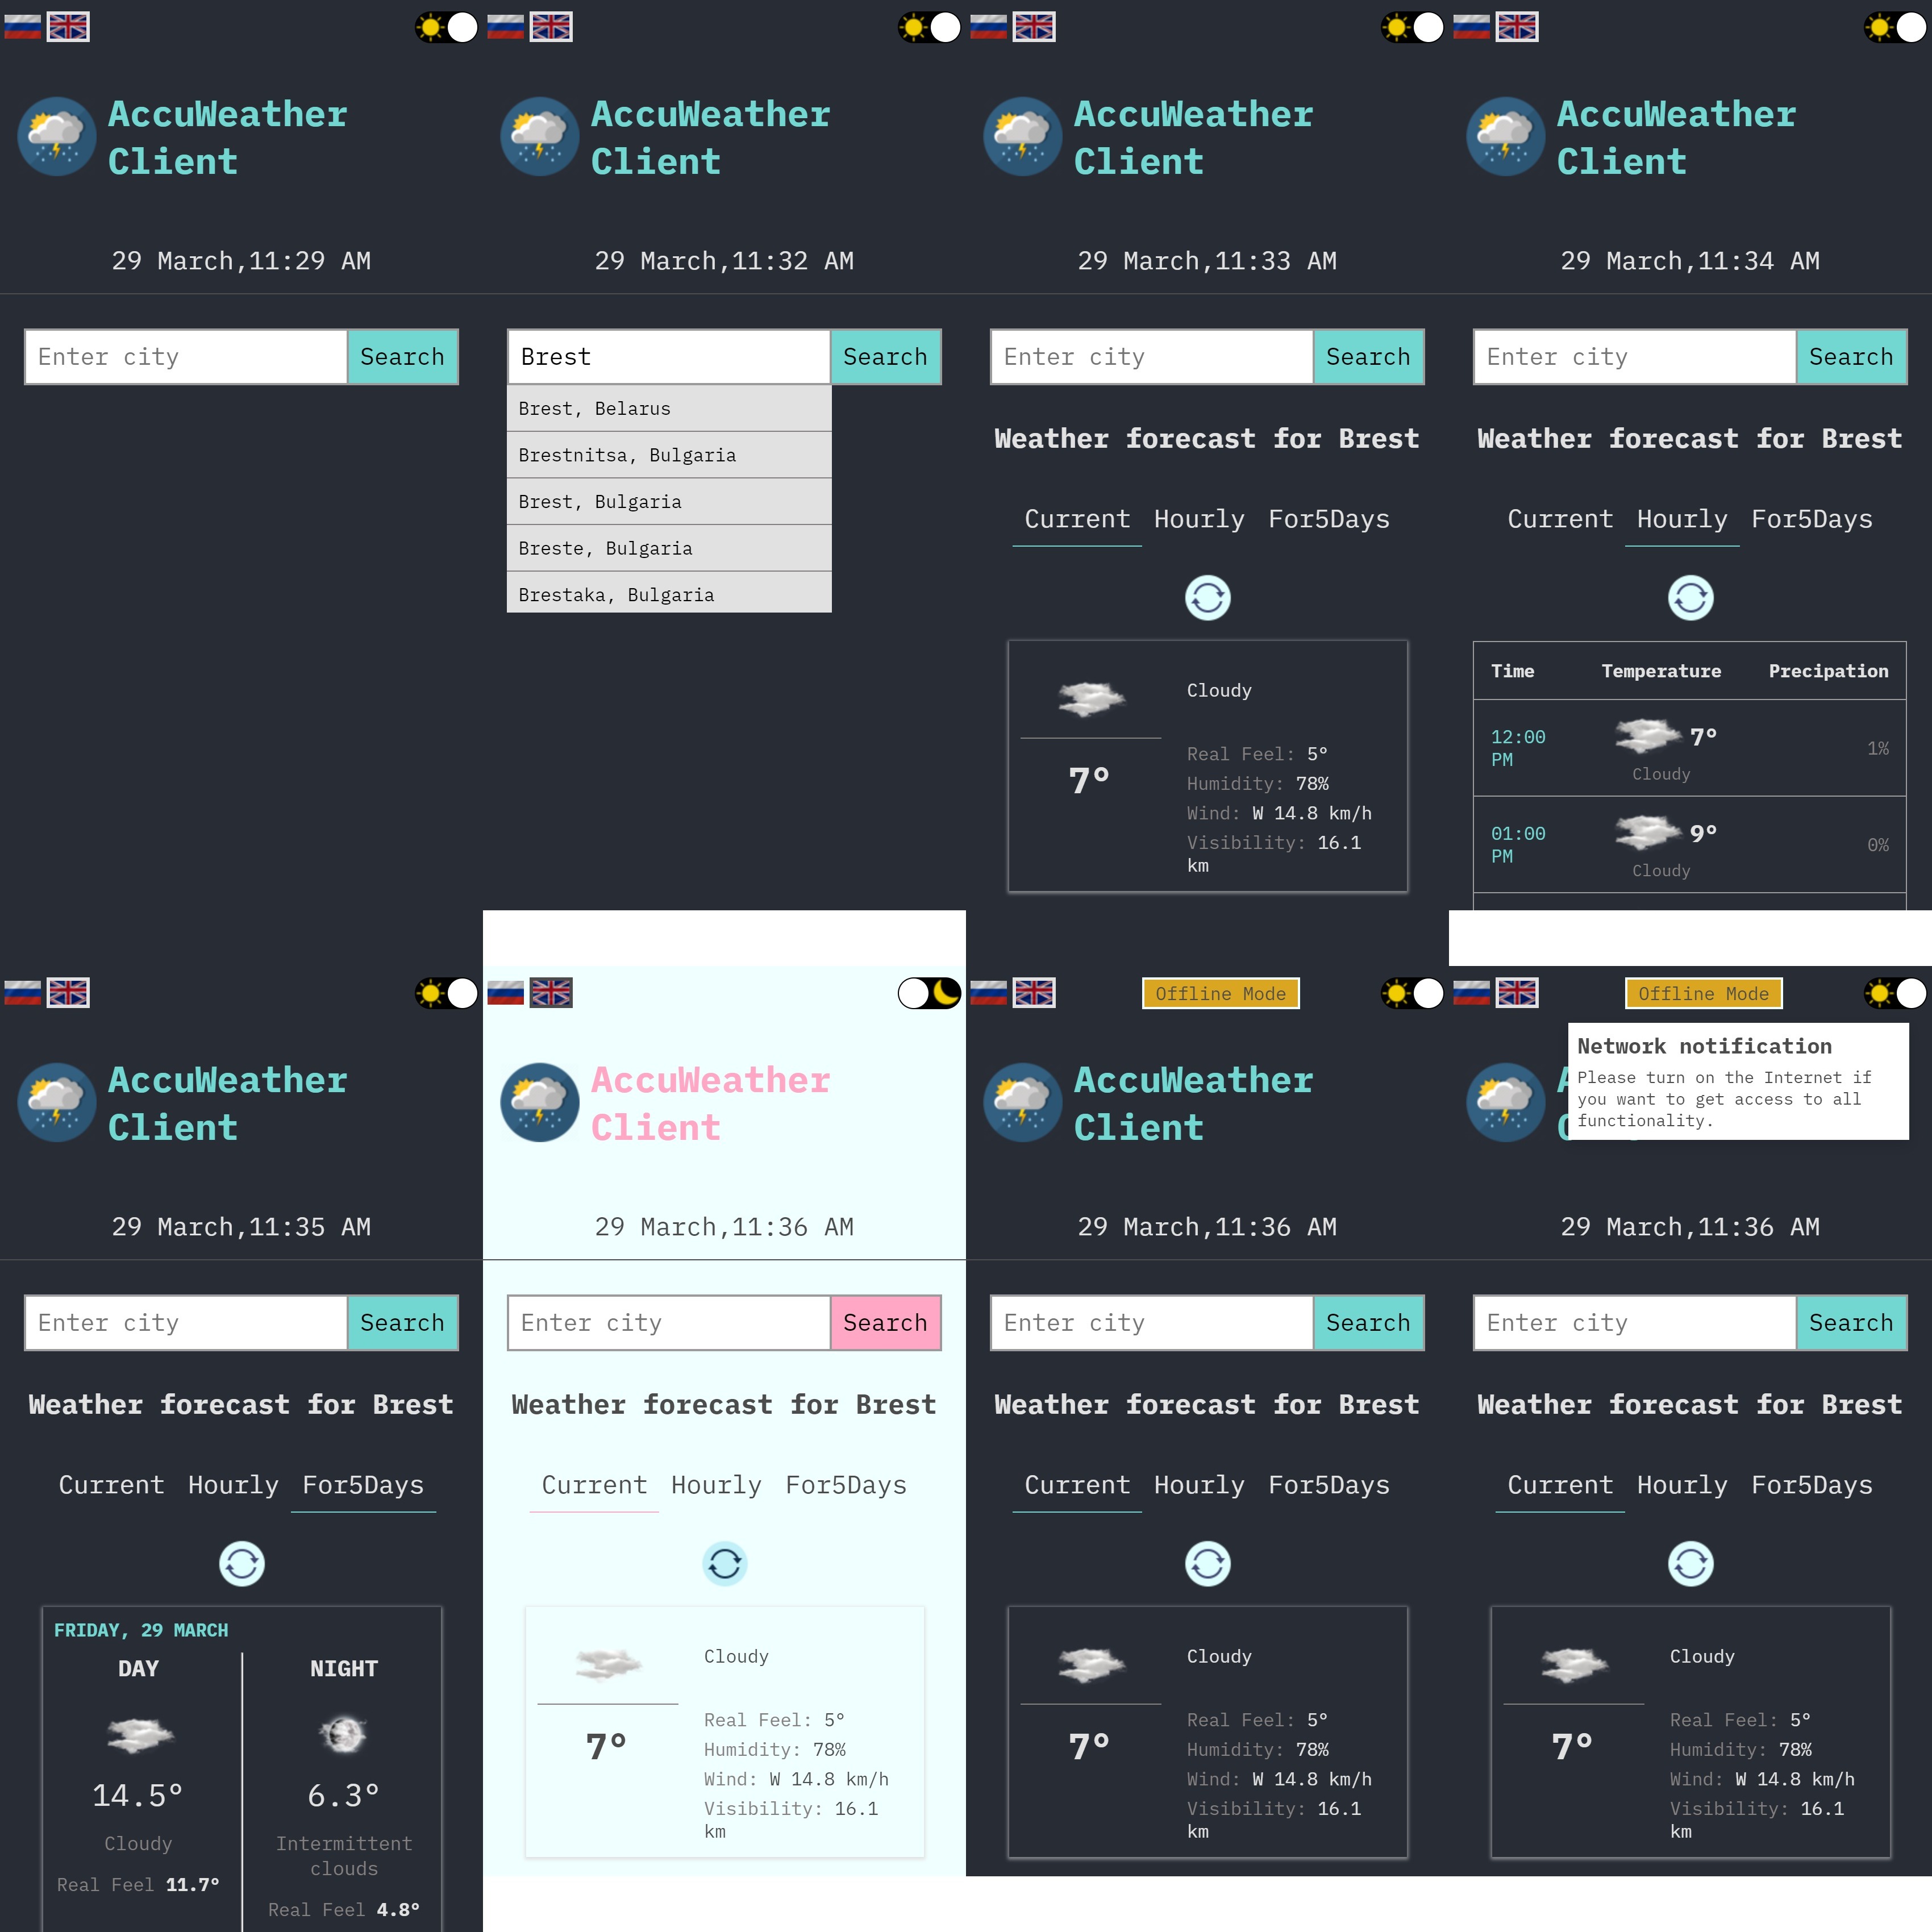 AccuWeather
Client
29 March,11:29 AM
Enter city
Search
AccuWeather
Client
29 March,11:32 AM
Brest
Search
Brest, Belarus
Brestnitsa, Bulgaria
Brest, Bulgaria
Breste, Bulgaria
Brestaka, Bulgaria
AccuWeather
Client
29 March,11:33 AM
Enter city
Search
Weather forecast for Brest
Current Hourly For5Days
Cloudy
7°
Real Feel: 5°
Humidity: 78%
Wind: W 14.8 km/h
Visibility: 16.1
km
AccuWeather
Client
29 March,11:34 AM
Enter city
Search
Weather forecast for Brest
Current Hourly For5Days
Time Temperature Precipation
12:00
PM
7°
Cloudy
1%
01:00
PM
9°
Cloudy
0%
AccuWeather
Client
29 March,11:35 AM
Enter city
Search
Weather forecast for Brest
Current Hourly For5Days
FRIDAY, 29 MARCH
DAY
14.5°
Cloudy
Real Feel 11.7°
NIGHT
6.3°
Intermittent
clouds
Real Feel 4.8°
AccuWeather
Client
29 March,11:36 AM
Enter city
Search
Weather forecast for Brest
Current Hourly For5Days
Cloudy
7°
Real Feel: 5°
Humidity: 78%
Wind: W 14.8 km/h
Visibility: 16.1
km
Offline Mode
AccuWeather
Client
29 March,11:36 AM
Enter city
Search
Weather forecast for Brest
Current Hourly For5Days
Cloudy
7°
Real Feel: 5°
Humidity: 78%
Wind: W 14.8 km/h
Visibility: 16.1
km
Offline Mode
Network notification
Please turn on the Internet if
you want to get access to all
functionality.
29 March,11:36 AM
Enter city
Search
Weather forecast for Brest
Current Hourly For5Days
Cloudy
7°
Real Feel: 5°
Humidity: 78%
Wind: W 14.8 km/h
Visibility: 16.1
km